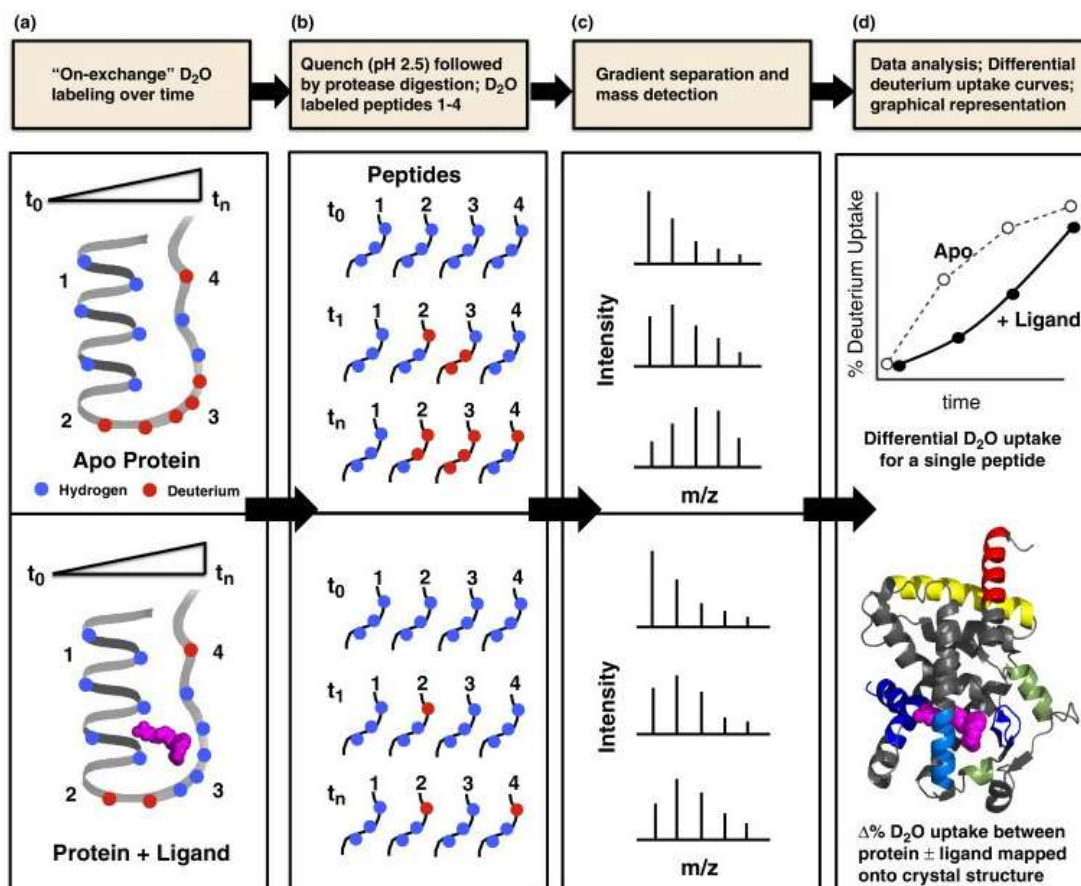 (a)
(b)
(c)
(d)
“On-exchange” D2O
labeling over time
Quench (pH 2.5) followed
by protease digestion; D2O
labeled peptides 1-4
Gradient separation and
mass detection
Data analysis; Differential
deuterium uptake curves;
graphical representation
t0
tn
1
2
3
4
Apo Protein
Hydrogen
Deuterium
Peptides
t0
1 2 3 4
t1
1 2 3 4
tn
1 2 3 4
Intensity
m/z
% Deuterium Uptake
Apo
+ Ligand
time
Differential D2O uptake
for a single peptide
t0
tn
1
2
3
4
Protein + Ligand
t0
1 2 3 4
t1
1 2 3 4
tn
1 2 3 4
Intensity
m/z
Δ% D2O uptake between
protein ± ligand mapped
onto crystal structure